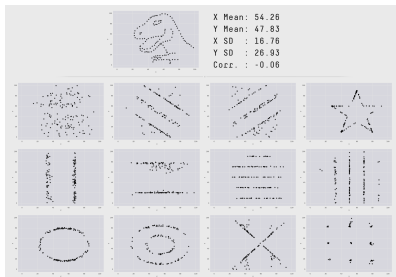 X Mean: 54.26
Y Mean: 47.83
X SD : 16.76
Y SD : 26.93
Corr. : -0.06